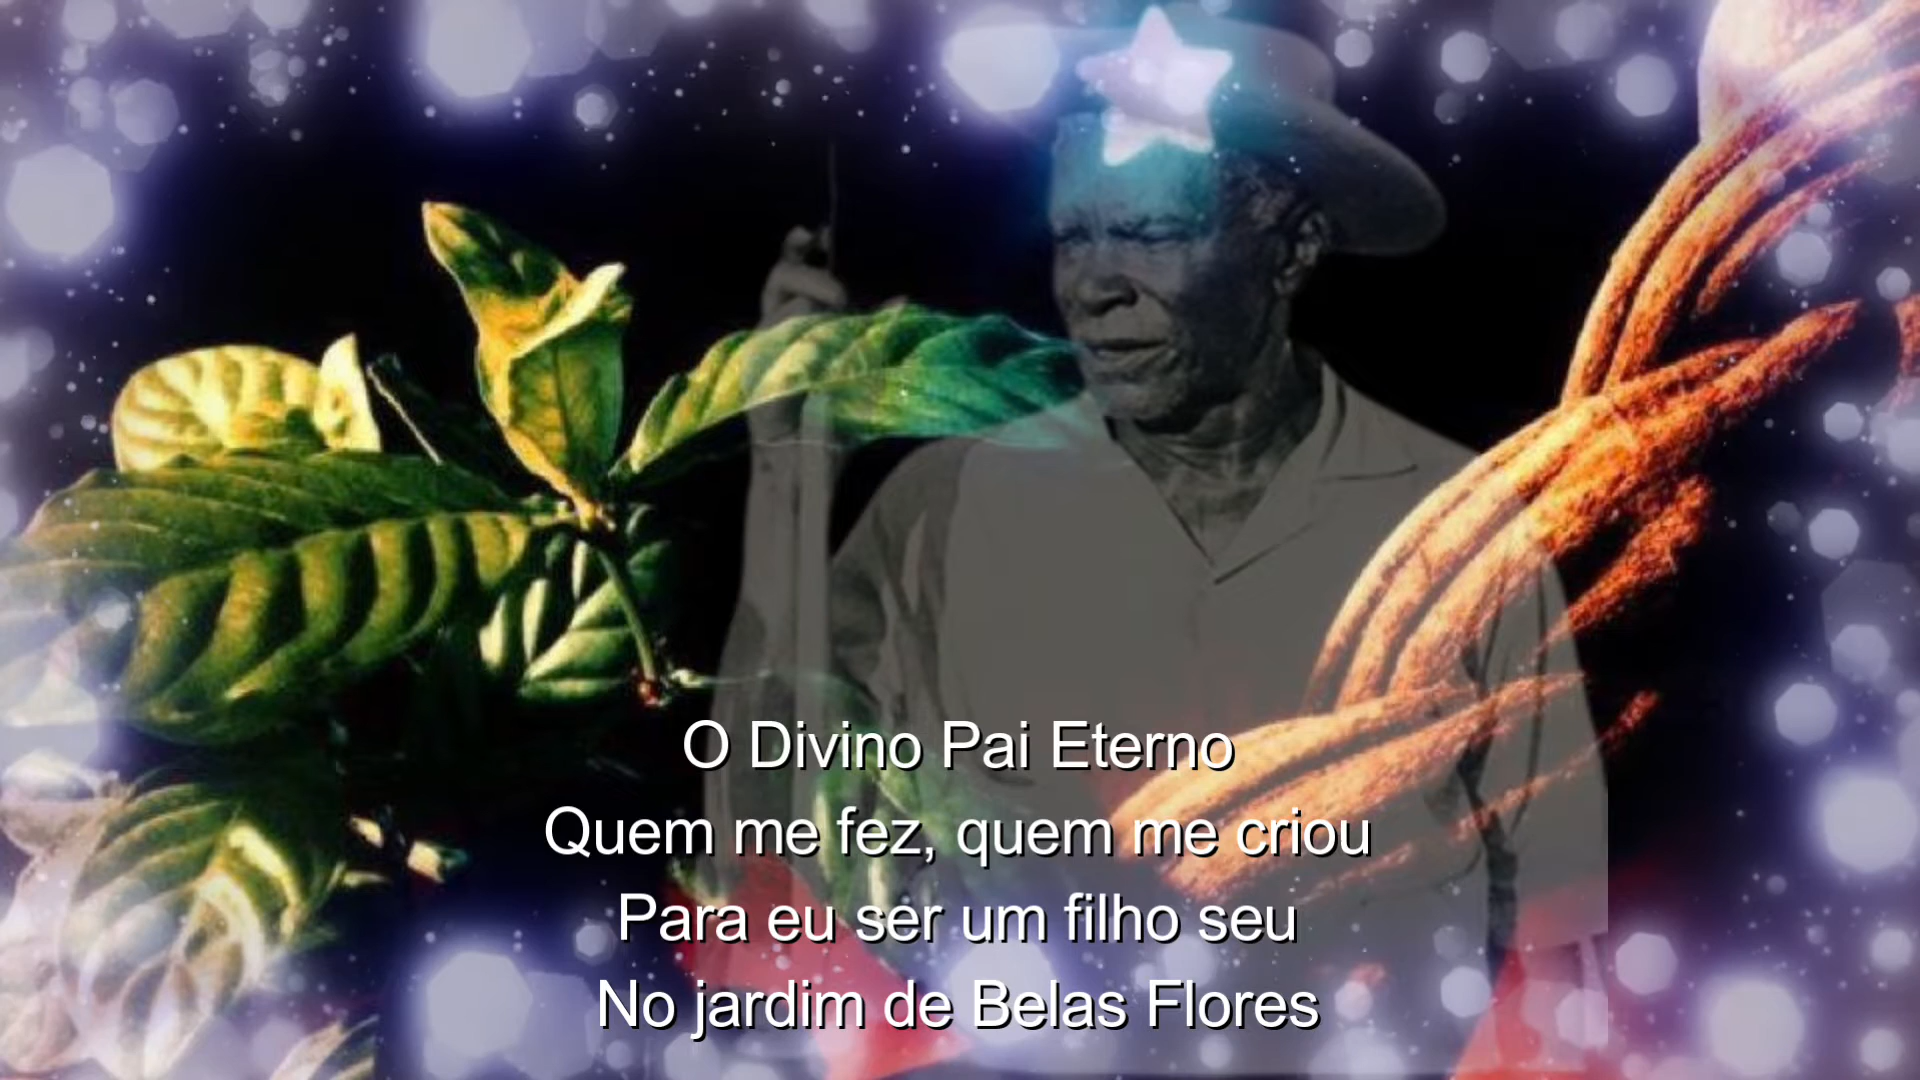 O Divino Pai Eterno
Quem me fez, quem me criou
Para eu ser um filho seu
No jardim de Belas Flores